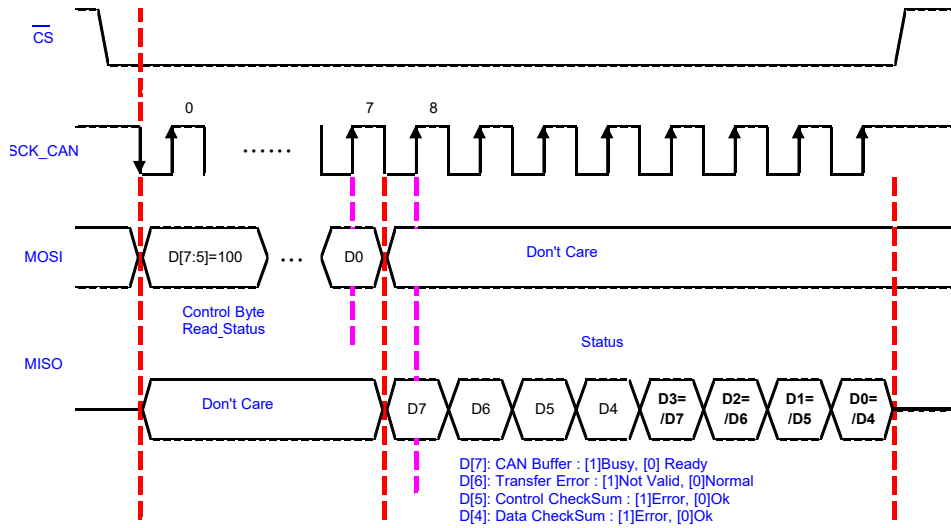 CS
0 7 8
SCK_CAN ......
MOSI D[7:5]=100 ... D0 Don't Care
Control Byte
Read_Status
Status
MISO
Don't Care D7 D6 D5 D4 D3= /D7 D2= /D6 D1= /D5 D0= /D4
D[7]: CAN Buffer : [1]Busy, [0] Ready
D[6]: Transfer Error : [1]Not Valid, [0]Normal
D[5]: Control CheckSum : [1]Error, [0]Ok
D[4]: Data CheckSum : [1]Error, [0]Ok